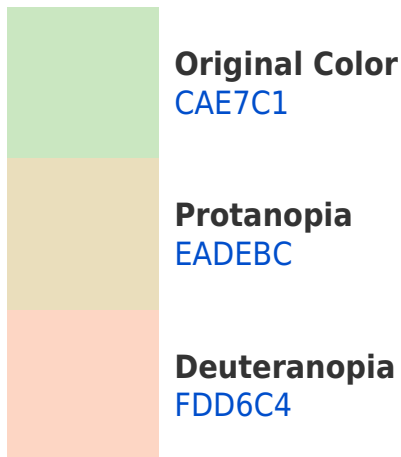 Original Color
CAE7C1
Protanopia
EADEBC
Deuteranopia
FDD6C4